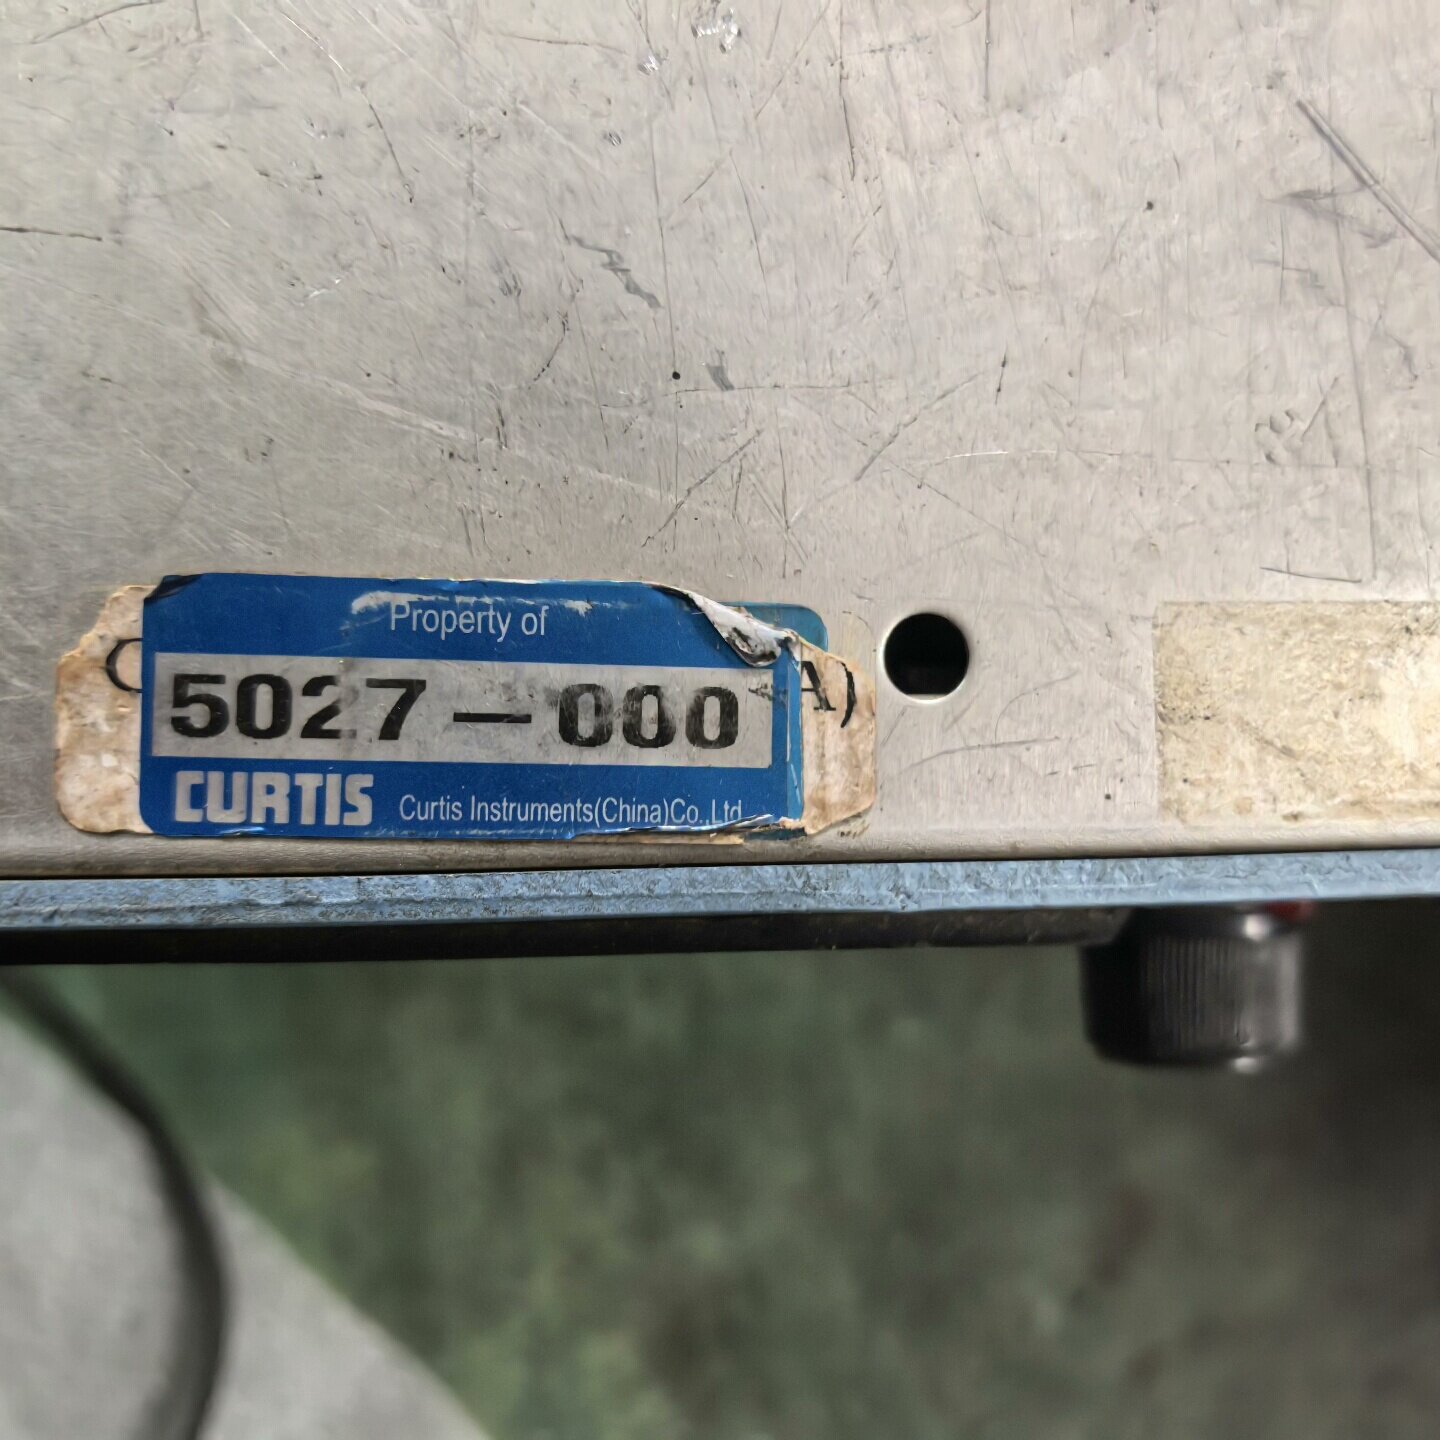 Property of
5027-000
A)
CURTIS Curtis Instruments(China)Co.,Ltd